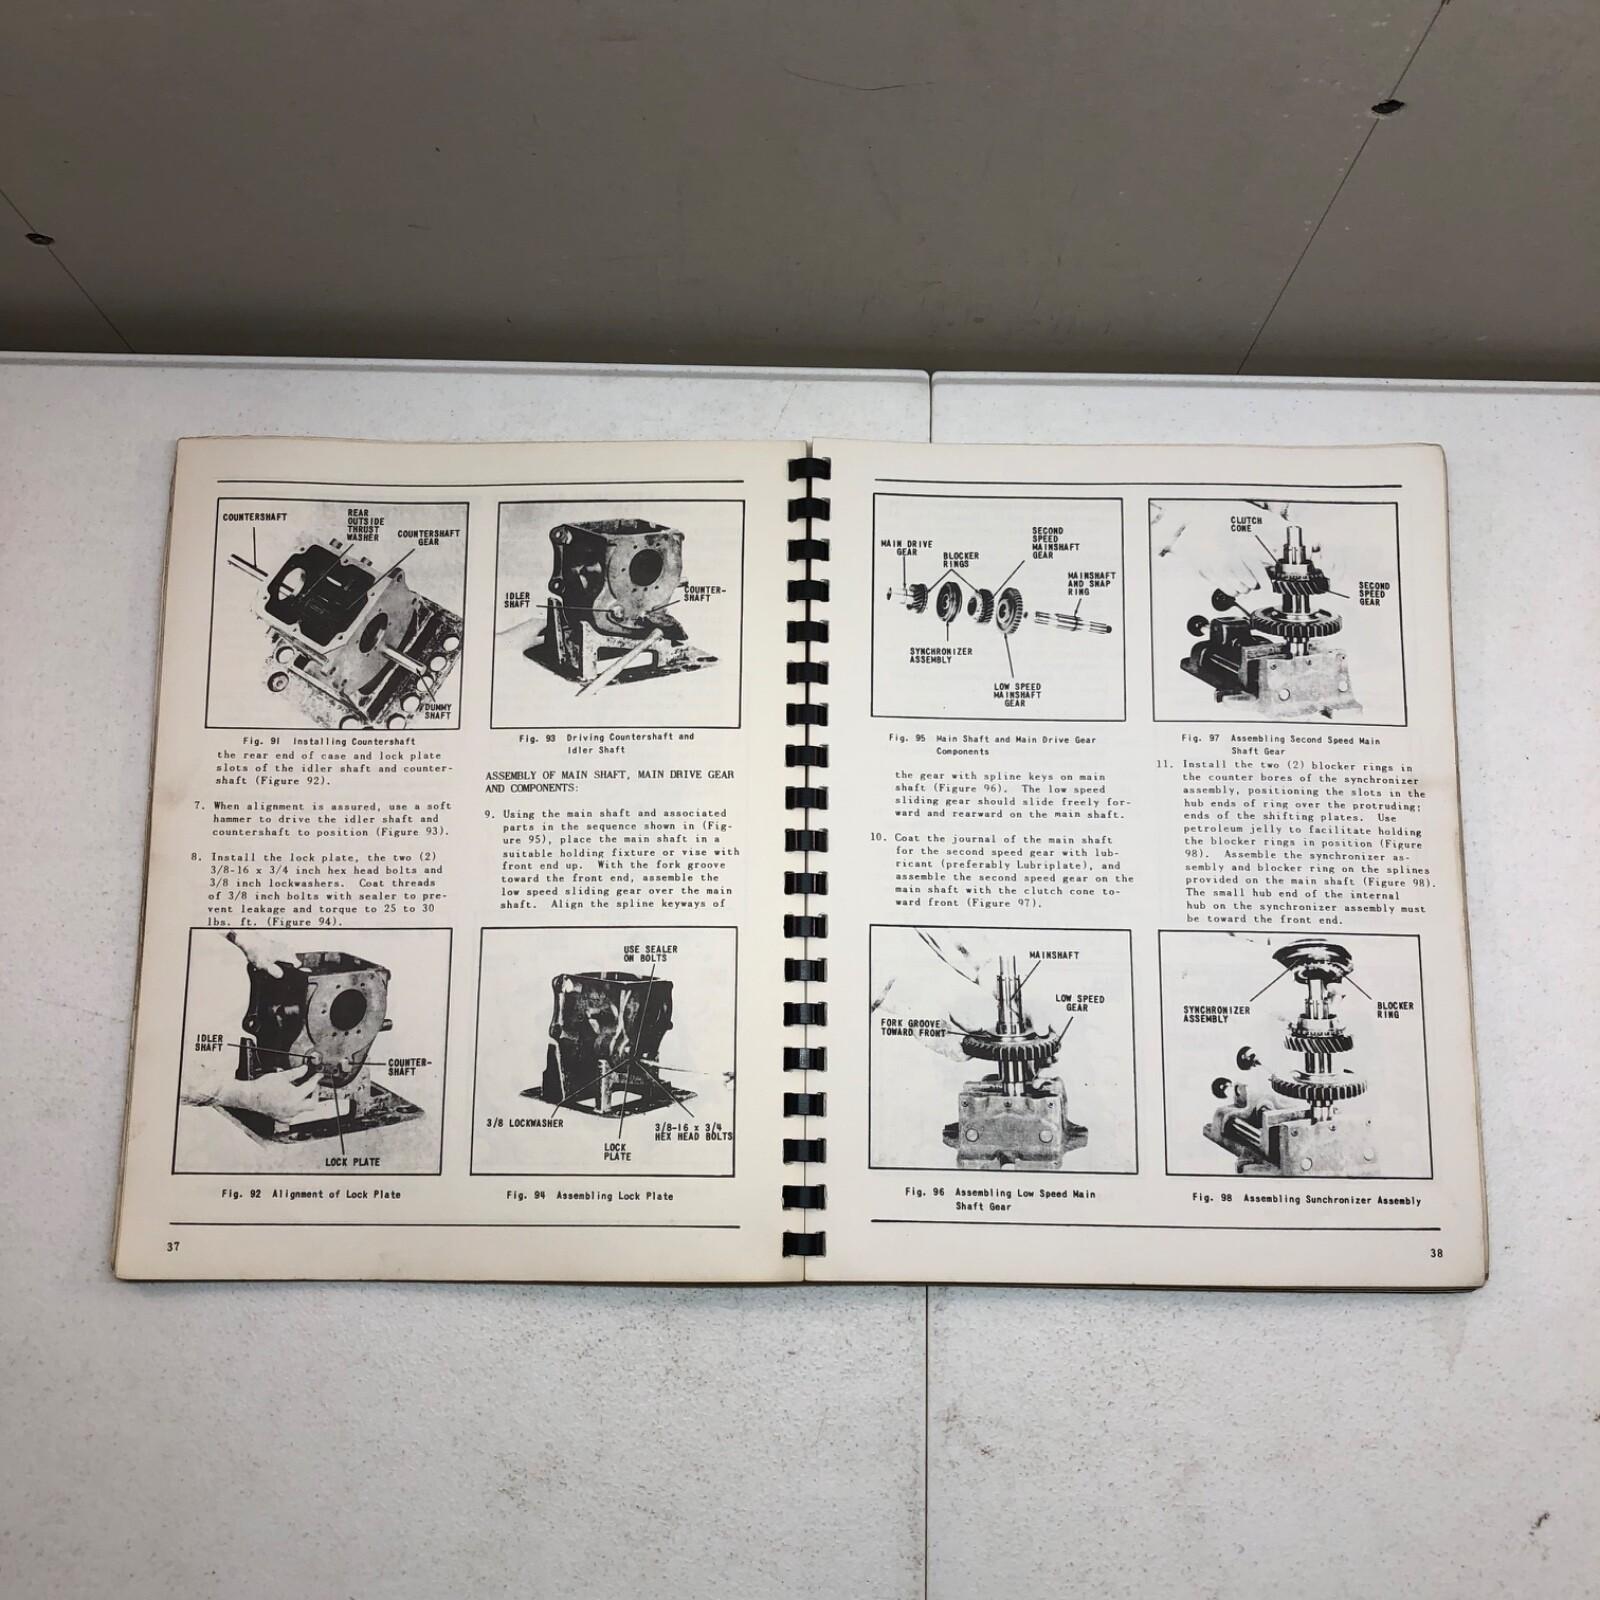 COUNTERSHAFT
REAR
OUTSIDE
THRUST
WASHER
COUNTERSHAFT
GEAR
DUMMY
SHAFT
Fig. 91 Installing Countershaft
the rear end of case and lock plate
slots of the idler shaft and counter-
shaft (Figure 92).
7. When alignment is assured, use a soft
hammer to drive the idler shaft and
countershaft to position (Figure 93).
8. Install the lock plate, the two (2)
3/8-16 x 3/4 inch hex head bolts and
3/8 inch lockwashers. Coat threads
of 3/8 inch bolts with sealer to pre-
vent leakage and torque to 25 to 30
lbs. ft. (Figure 94).
IDLER
SHAFT
COUNTER-
SHAFT
LOCK PLATE
Fig. 92 Alignment of Lock Plate
37
IDLER
SHAFT
COUNTER-
SHAFT
Fig. 93 Driving Countershaft and
Idler Shaft
ASSEMBLY OF MAIN SHAFT, MAIN DRIVE GEAR
AND COMPONENTS:
9. Using the main shaft and associated
parts in the sequence shown in (Fig-
ure 95), place the main shaft in a
suitable holding fixture or vise with
front end up. With the fork groove
toward the front end, assemble the
low speed sliding gear over the main
shaft. Align the spline keyways of
USE SEALER
ON BOLTS
3/8 LOCKWASHER
LOCK
PLATE
3/8-16 x 3/4
HEX HEAD BOLTS
Fig. 94 Assembling Lock Plate
MAIN DRIVE
GEAR
BLOCKER
RINGS
SECOND
SPEED
MAINSHAFT
GEAR
MAINSHAFT
AND SNAP
RING
SYNCHRONIZER
ASSEMBLY
LOW SPEED
MAINSHAFT
GEAR
Fig. 95 Main Shaft and Main Drive Gear
Components
the gear with spline keys on main
shaft (Figure 96). The low speed
sliding gear should slide freely for-
ward and rearward on the main shaft.
10. Coat the journal of the main shaft
for the second speed gear with lub-
ricant (preferably Lubriplate), and
assemble the second speed gear on the
main shaft with the clutch cone to-
ward front (Figure 97).
MAINSHAFT
LOW SPEED
GEAR
FORK GROOVE
TOWARD FRONT
Fig. 96 Assembling Low Speed Main
Shaft Gear
CLUTCH
CONE
SECOND
SPEED
GEAR
Fig. 97 Assembling Second Speed Main
Shaft Gear
11. Install the two (2) blocker rings in
the counter bores of the synchronizer
assembly, positioning the slots in the
hub ends of ring over the protruding;
ends of the shifting plates. Use
petroleum jelly to facilitate holding
the blocker rings in position (Figure
98). Assemble the synchronizer as-
sembly and blocker ring on the splines
provided on the main shaft (Figure 98).
The small hub end of the internal
hub on the synchronizer assembly must
be toward the front end.
SYNCHRONIZER
ASSEMBLY
BLOCKER
RING
Fig. 98 Assembling Sunchronizer Assembly
38